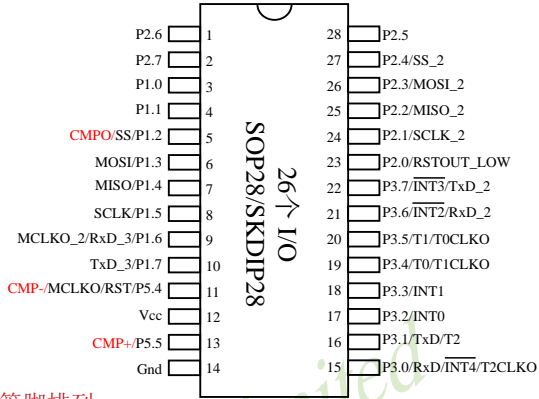 P2.6 1
P2.7 2
P1.0 3
P1.1 4
CMPO/SS/P1.2 5
MOSI/P1.3 6
MISO/P1.4 7
SCLK/P1.5 8
MCLKO_2/RxD_3/P1.6 9
TxD_3/P1.7 10
CMP-/MCLKO/RST/P5.4 11
Vcc 12
CMP+/P5.5 13
Gnd 14
26个 I/O
SOP28/SKDIP28
28 P2.5
27 P2.4/SS_2
26 P2.3/MOSI_2
25 P2.2/MISO_2
24 P2.1/SCLK_2
23 P2.0/RSTOUT_LOW
22 P3.7/INT3/TxD_2
21 P3.6/INT2/RxD_2
20 P3.5/T1/T0CLKO
19 P3.4/T0/T1CLKO
18 P3.3/INT1
17 P3.2/INT0
16 P3.1/TxD/T2
15 P3.0/RxD/INT4/T2CLKO